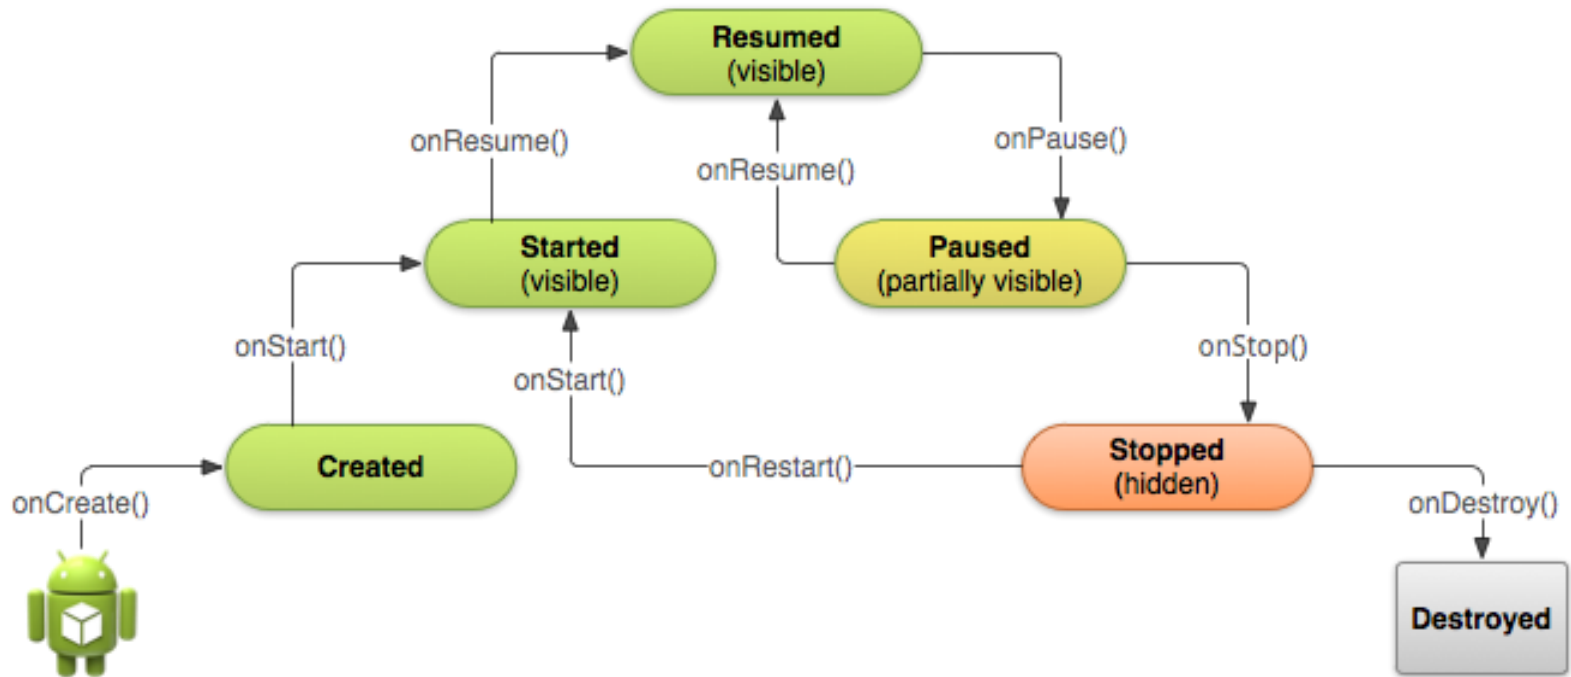 Resumed
(visible)
onResume()
onPause()
onResume()
Started
(visible)
Paused
(partially visible)
onStart()
onStop()
onStart()
Created
onRestart()
Stopped
(hidden)
onCreate()
onDestroy()
Destroyed